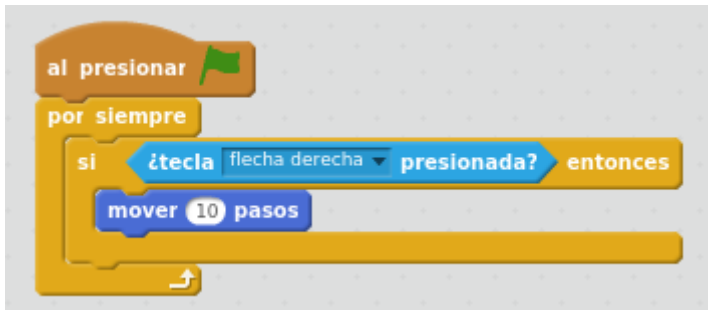 al presionar
por siempre
si ¿tecla flecha derecha presionada? entonces
mover 10 pasos